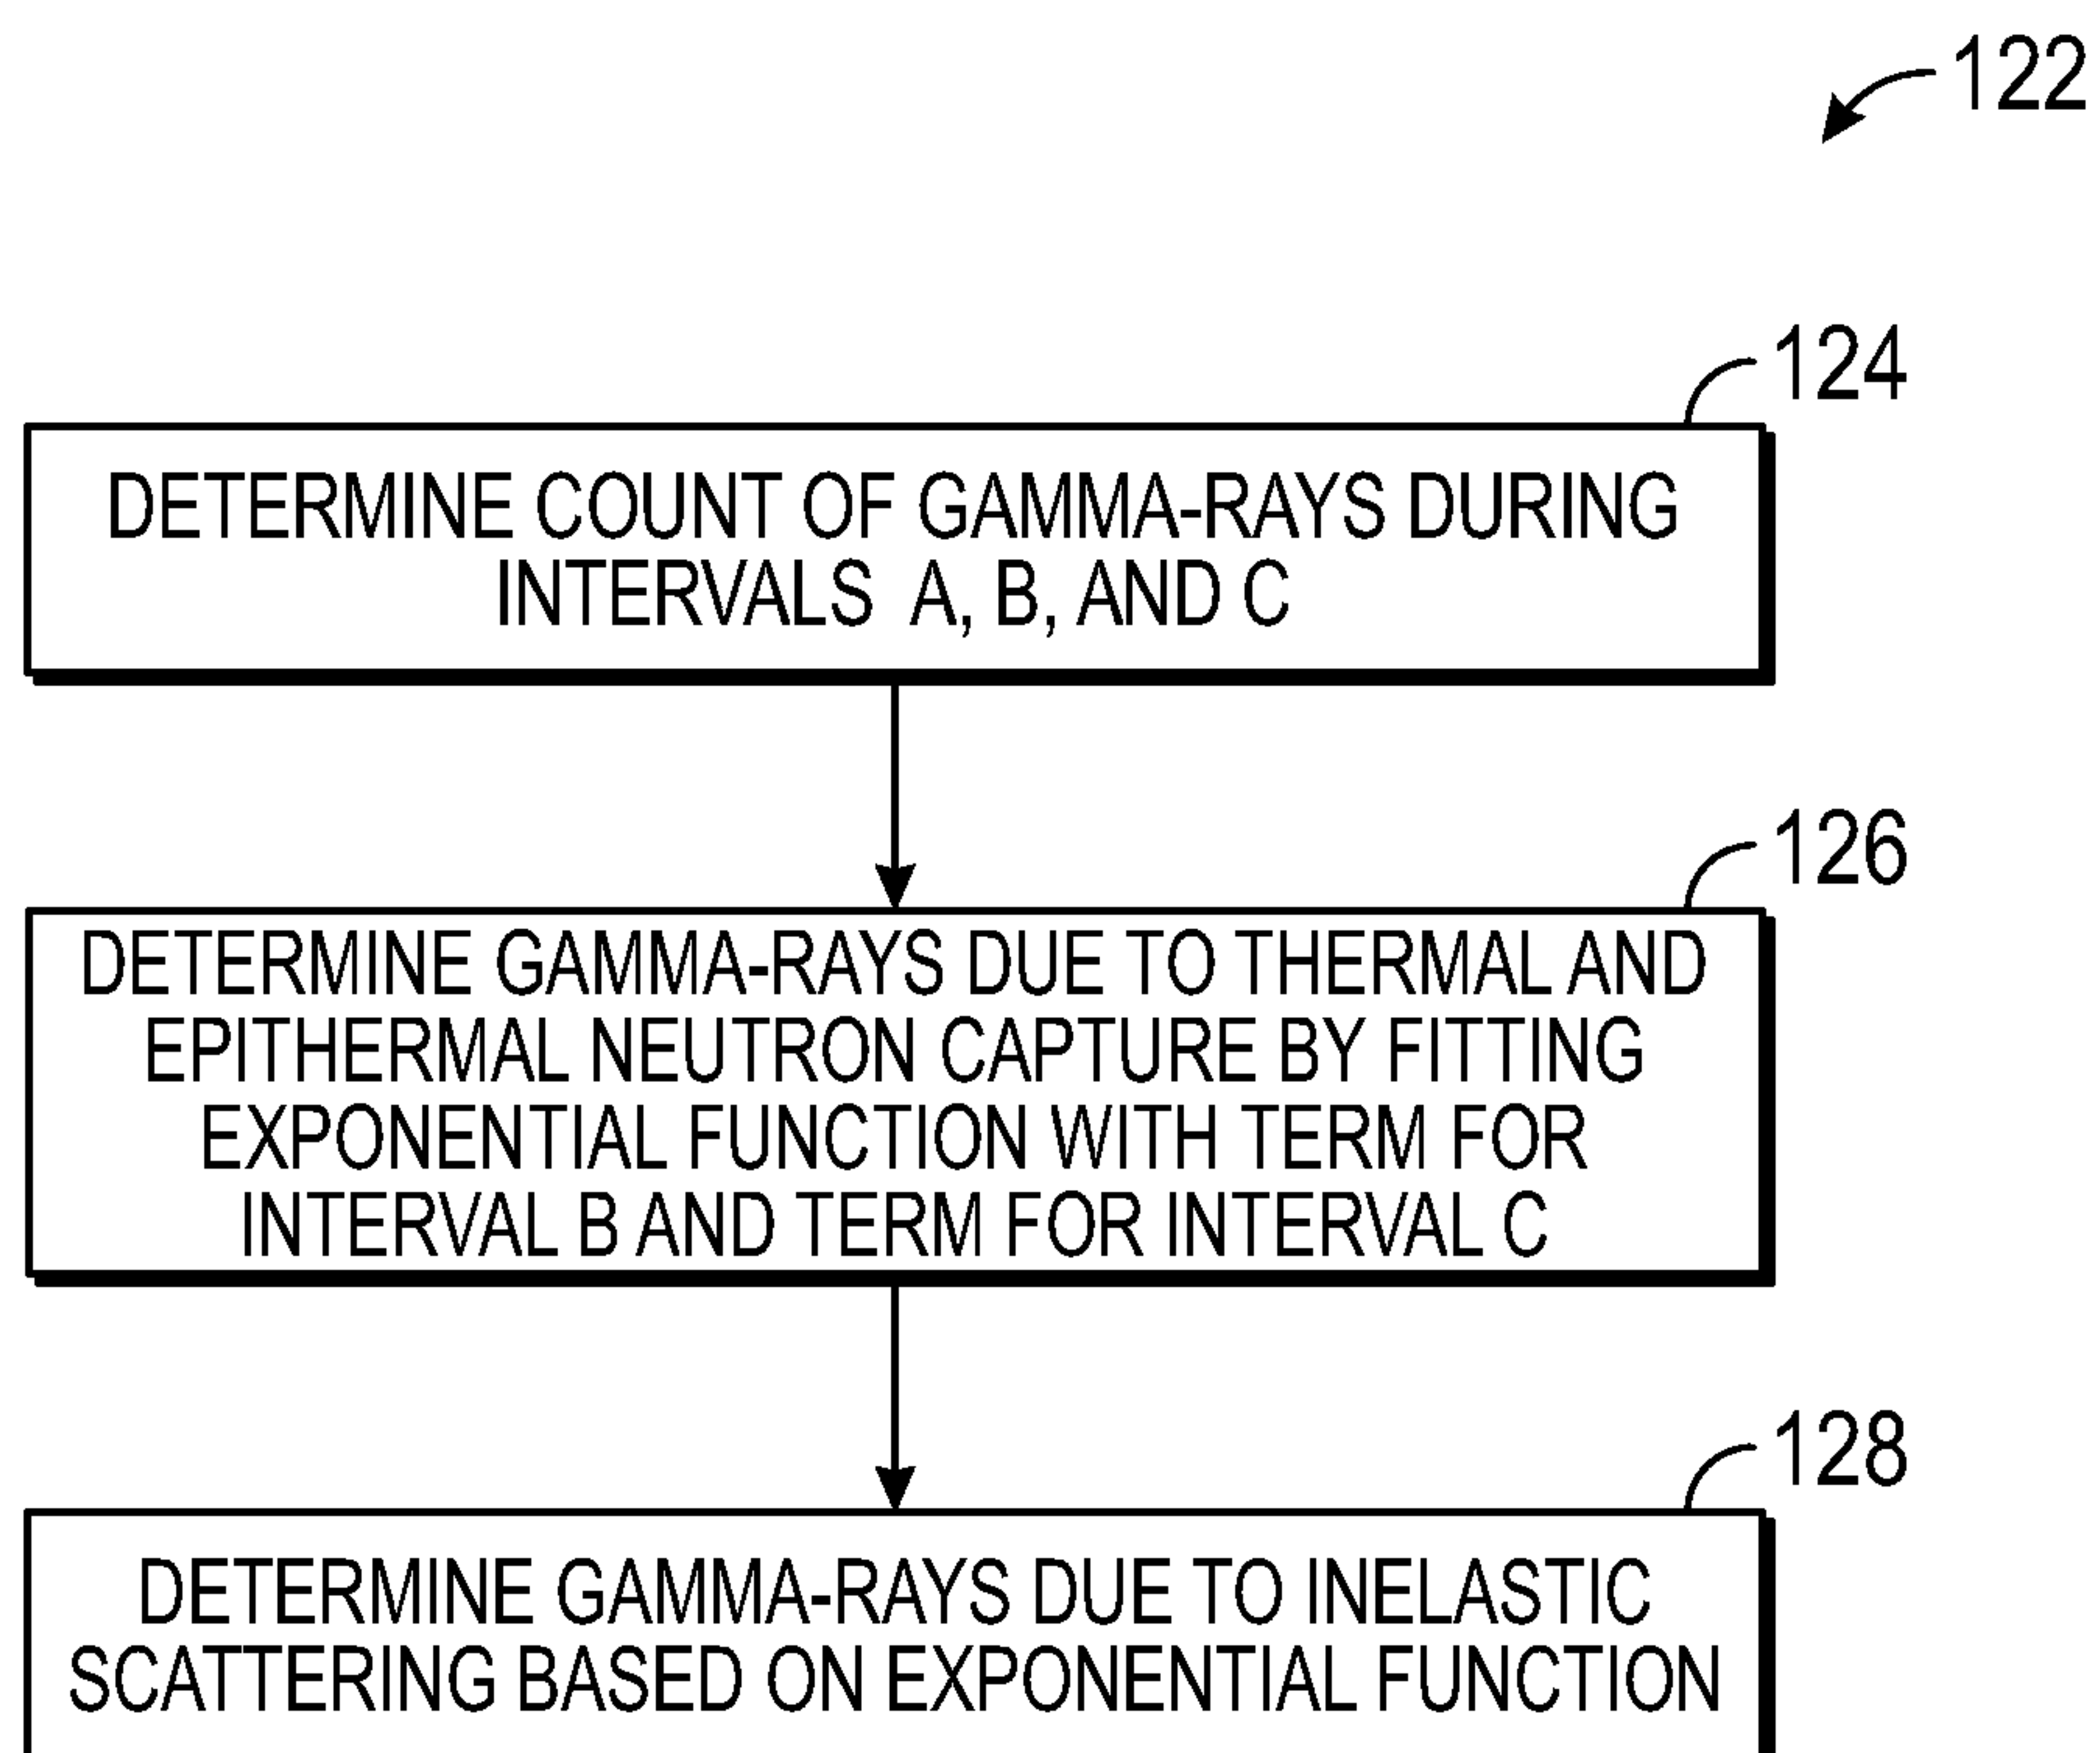 122
124
DETERMINE COUNT OF GAMMA-RAYS DURING
INTERVALS A, B, AND C
126
DETERMINE GAMMA-RAYS DUE TO THERMAL AND
EPITHERMAL NEUTRON CAPTURE BY FITTING
EXPONENTIAL FUNCTION WITH TERM FOR
INTERVAL B AND TERM FOR INTERVAL C
128
DETERMINE GAMMA-RAYS DUE TO INELASTIC
SCATTERING BASED ON EXPONENTIAL FUNCTION